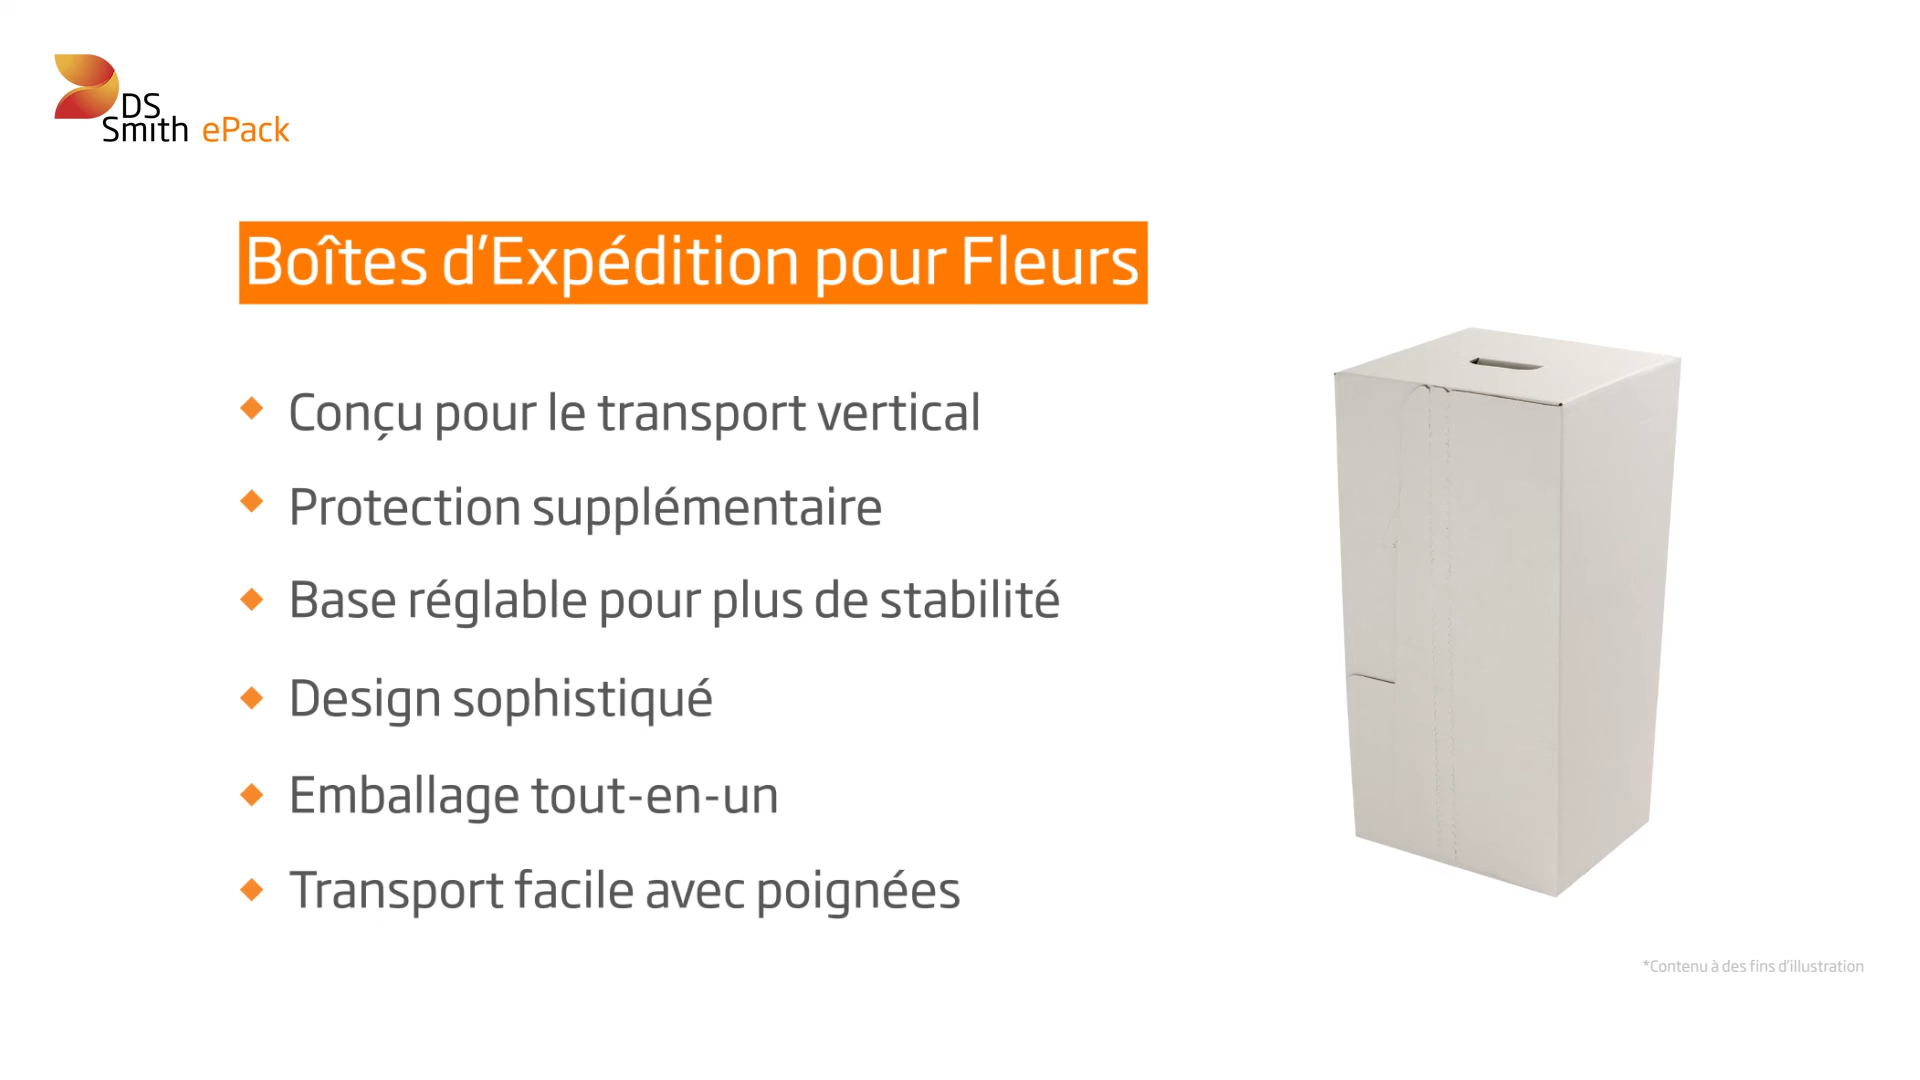 DS
Smith ePack
Boîtes d'Expédition pour Fleurs
Conçu pour le transport vertical
Protection supplémentaire
Base réglable pour plus de stabilité
Design sophistiqué
Emballage tout-en-un
Transport facile avec poignées
*Contenu à des fins d'illustration